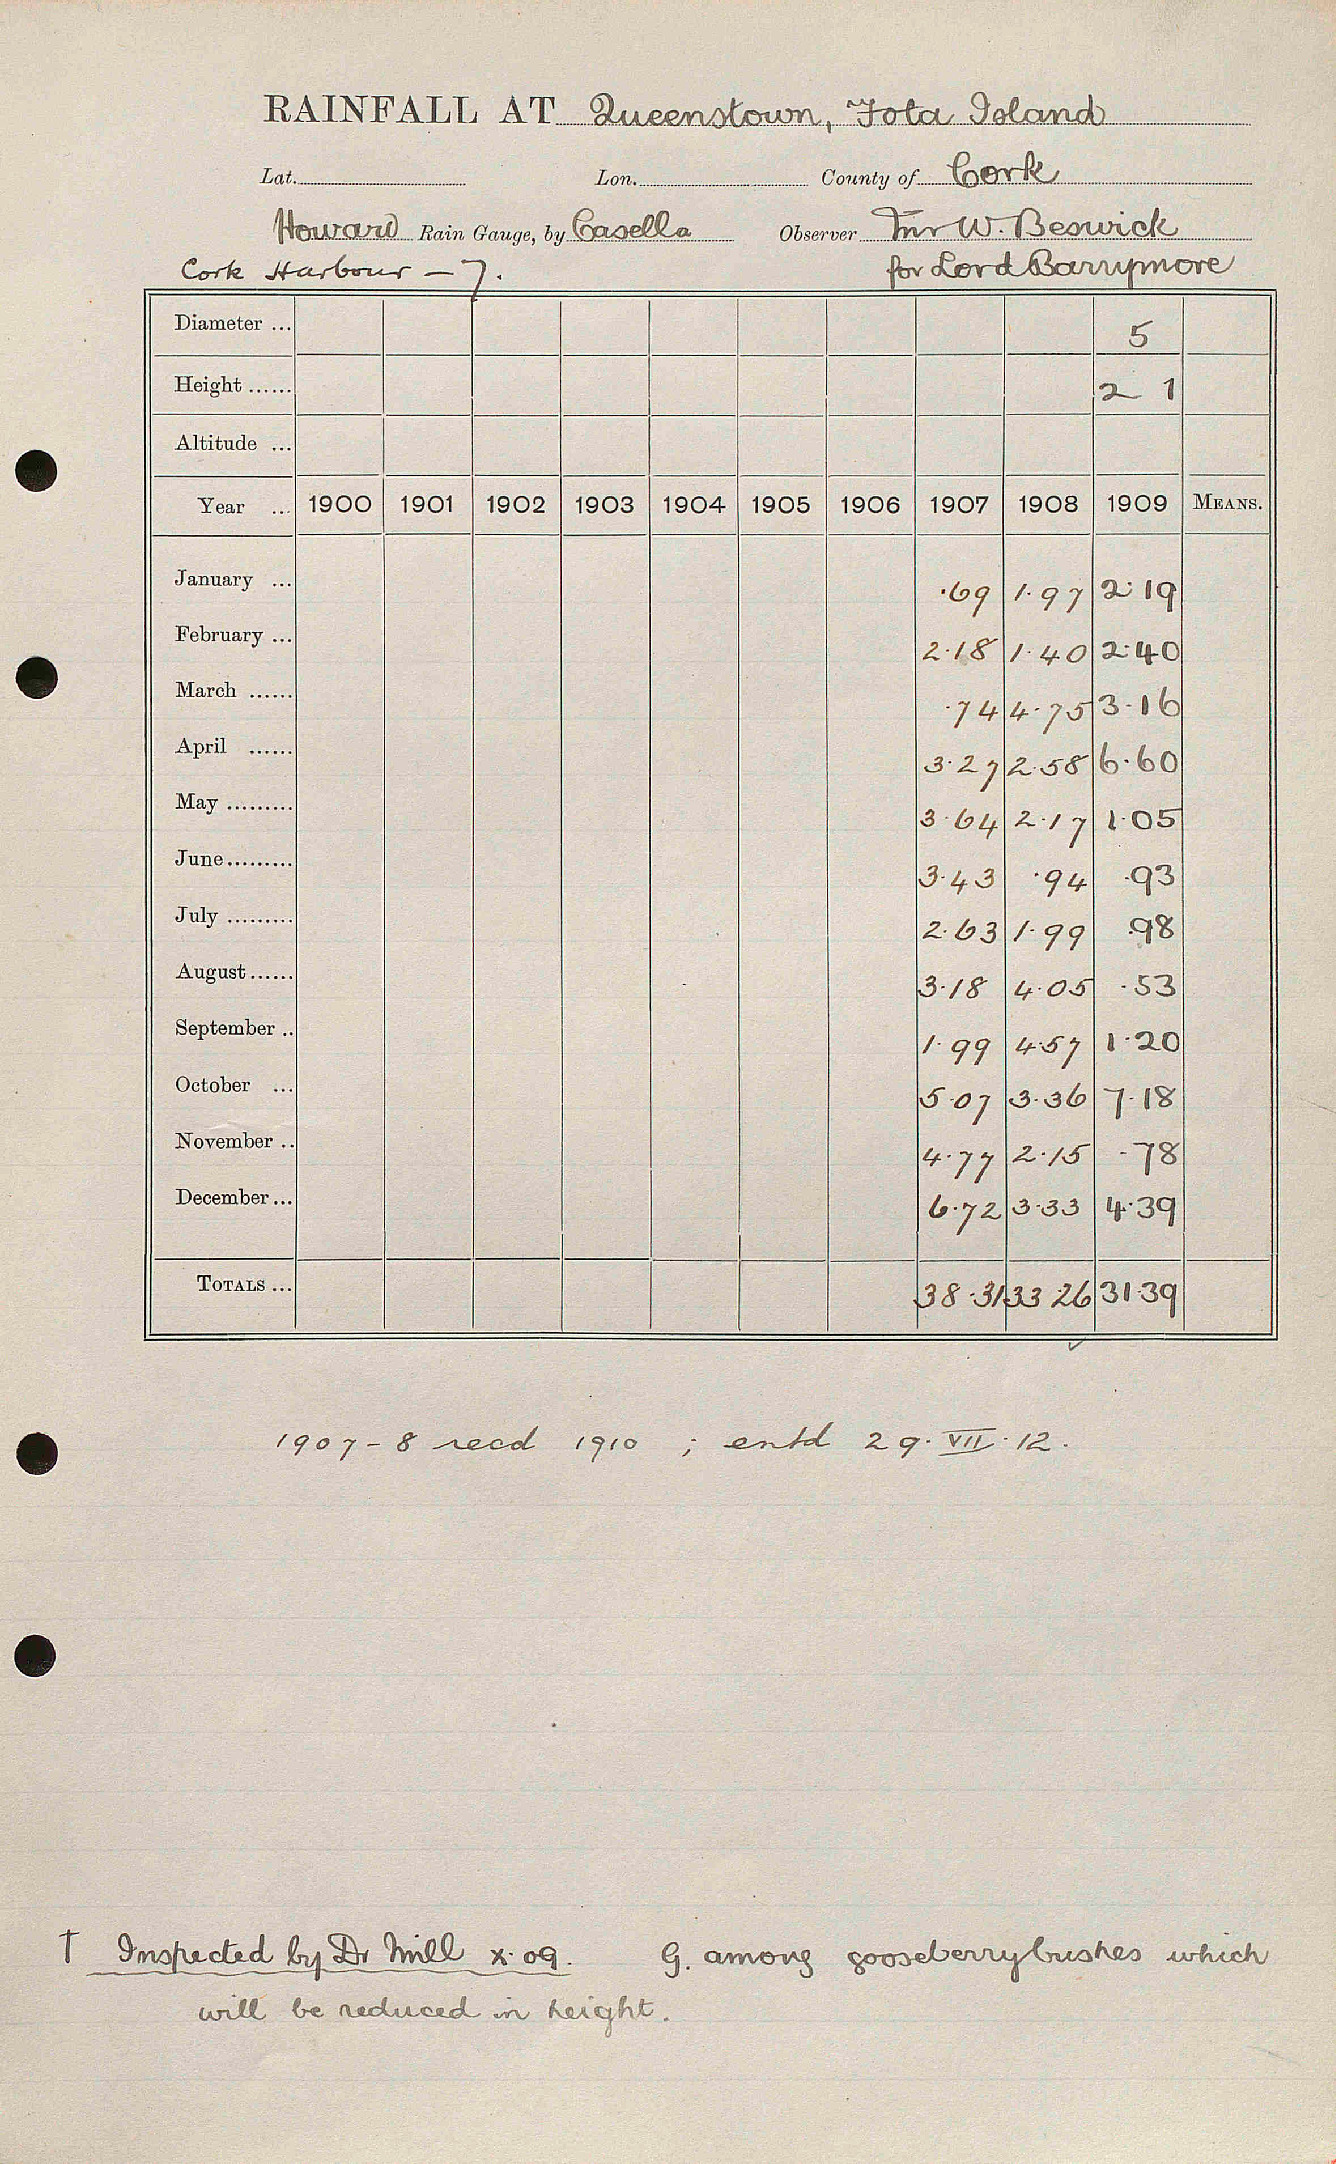 RAINFALL AT Queenstown, Fota Island
Lat. Lon. County of Cork
Howard Rain Gauge, by Casella Observer Mr W. Beswick
Cork Harbour - 7. for Lord Barrymore
Diameter ... 5
Height ...... 2 1
Altitude ...
Year ... 1900 1901 1902 1903 1904 1905 1906 1907 1908 1909 MEANS.
January ... .69 1.97 2.19
February ... 2.18 1.40 2.40
March ...... .74 4.75 3.16
April ...... 3.27 2.58 6.60
May ......... 3.64 2.17 1.05
June......... 3.43 .94 .93
July ......... 2.63 1.99 .98
August...... 3.18 4.05 .53
September .. 1.99 4.57 1.20
October ... 5.07 3.36 7.18
November .. 4.77 2.15 .78
December... 6.72 3.33 4.39
TOTALS ... 38.31 33 26 31.39
1907-8 recd 1910 ; entd 29.VII.12.
† Inspected by Dr Mill x.09. G. among gooseberry bushes which
will be reduced in height.